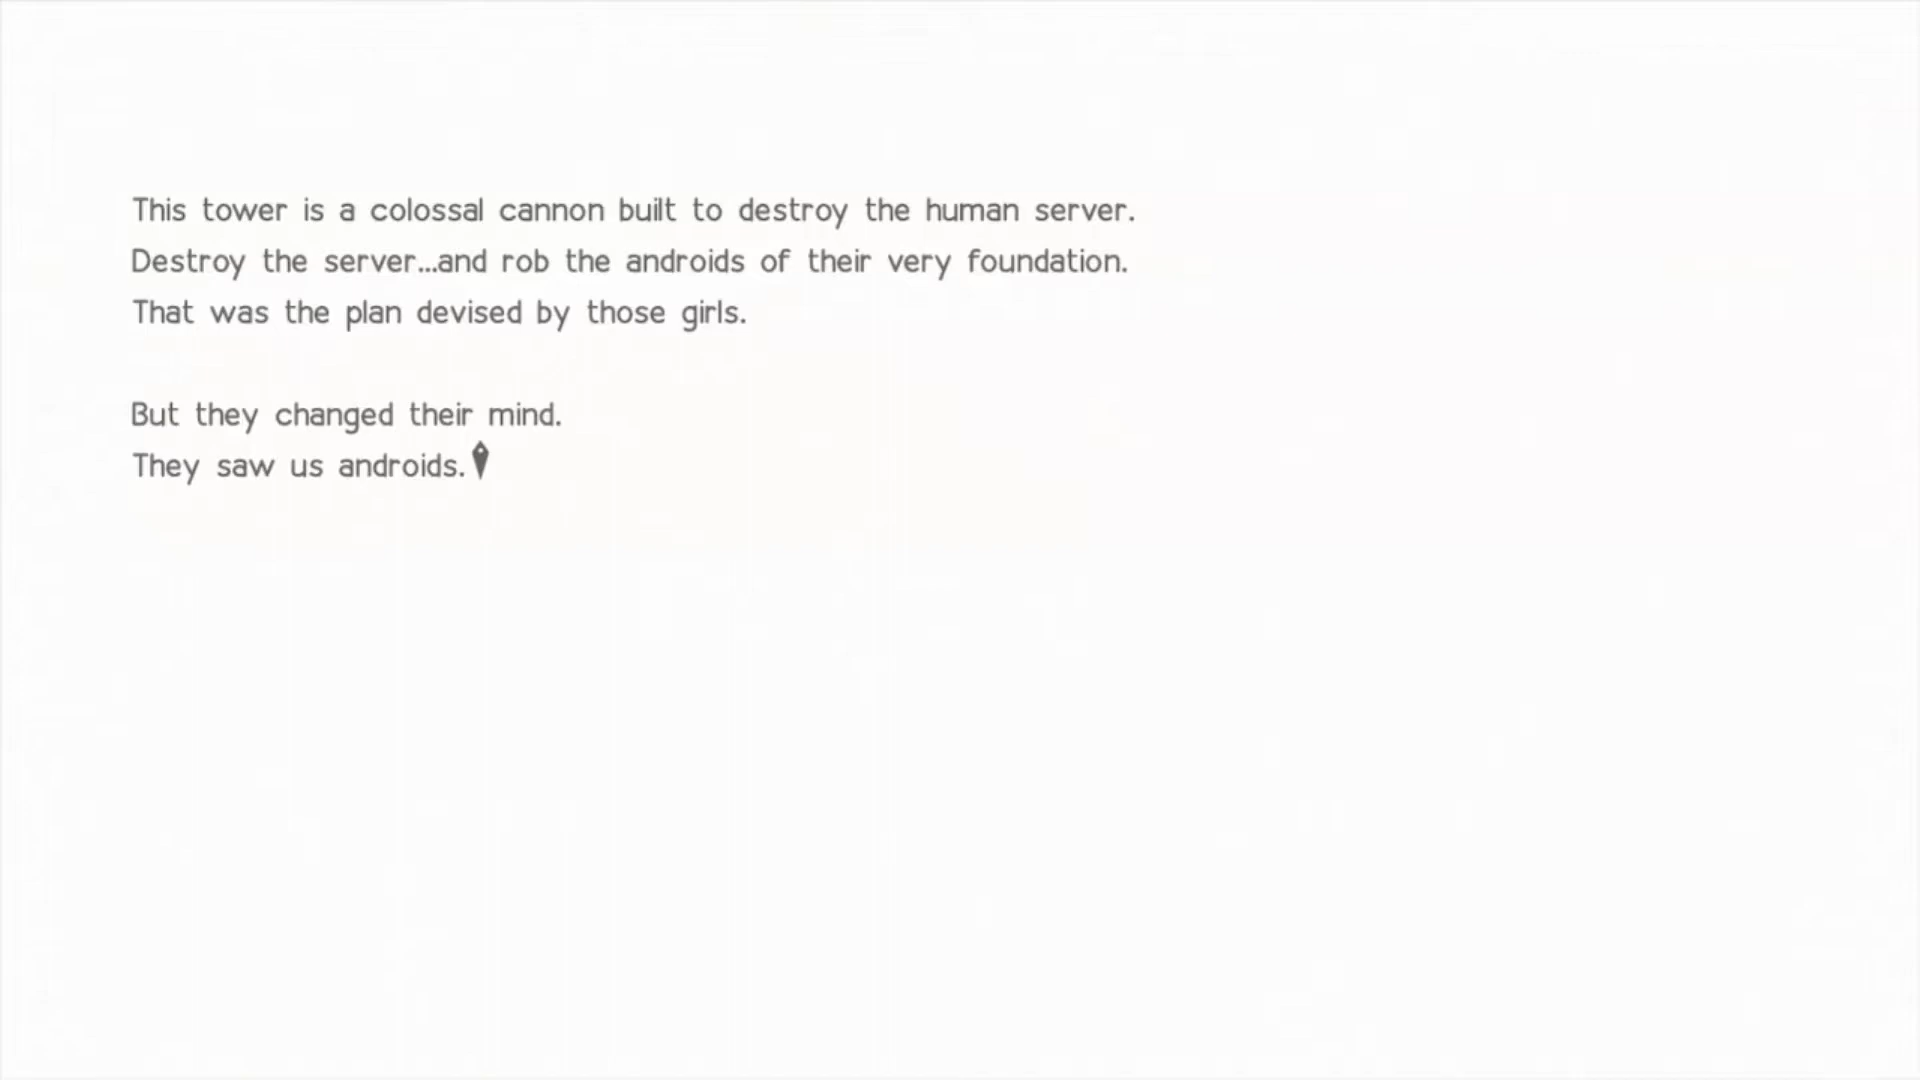 This tower is a colossal cannon built to destroy the human server.
Destroy the server...and rob the androids of their very foundation.
That was the plan devised by those girls.
But they changed their mind.
They saw us androids.